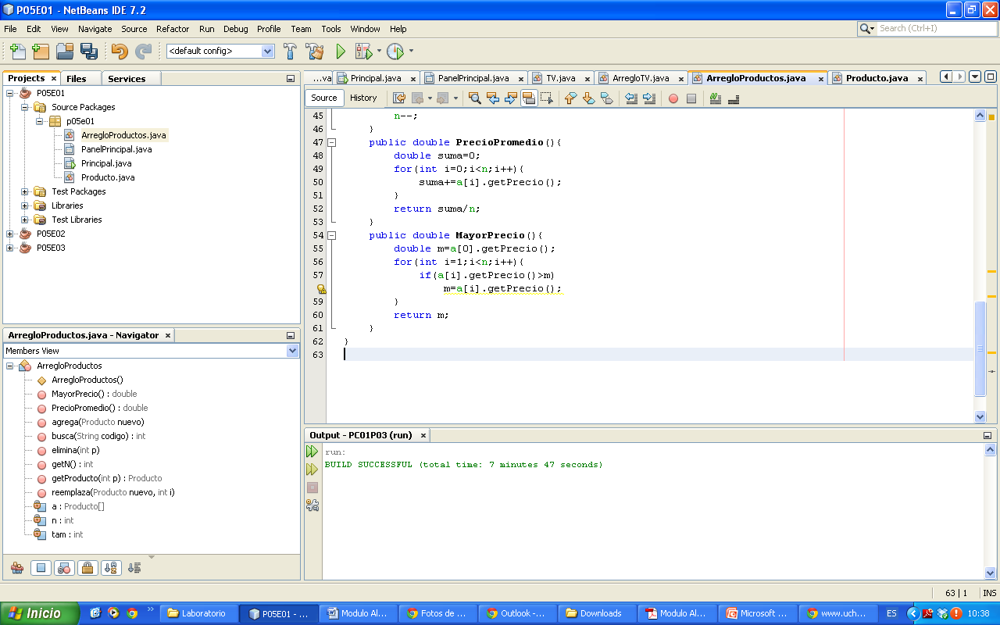 P05E01 - NetBeans IDE 7.2
File Edit View Navigate Source Refactor Run Debug Profile Team Tools Window Help
Search (Ctrl+I)
<default config>
Projects Files Services
P05E01
Source Packages
p05e01
ArregloProductos.java
PanelPrincipal.java
Principal.java
Producto.java
Test Packages
Libraries
Test Libraries
P05E02
P05E03
ArregloProductos.java - Navigator
Members View
ArregloProductos
ArregloProductos()
MayorPrecio() : double
PrecioPromedio() : double
agrega(Producto nuevo)
busca(String codigo) : int
elimina(int p)
getN() : int
getProducto(int p) : Producto
reemplaza(Producto nuevo, int i)
a : Producto[]
n : int
tam : int
...va Principal.java PanelPrincipal.java TV.java ArregloTV.java ArregloProductos.java Producto.java
Source History
45 n--;
46 }
47 public double PrecioPromedio(){
48 double suma=0;
49 for(int i=0;i<n;i++){
50 suma+=a[i].getPrecio();
51 }
52 return suma/n;
53 }
54 public double MayorPrecio(){
55 double m=a[0].getPrecio();
56 for(int i=1;i<n;i++){
57 if(a[i].getPrecio()>m)
m=a[i].getPrecio();
59 }
60 return m;
61 }
62 }
63
Output - PC01P03 (run)
run:
BUILD SUCCESSFUL (total time: 7 minutes 47 seconds)
63 | 1 INS
Inicio Laboratorio P05E01 - ... Modulo Al... Fotos de ... Outlook -... Downloads Modulo Al... Microsoft ... www.uch... ES 10:38